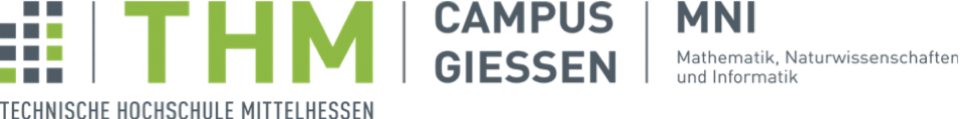 THM
TECHNISCHE HOCHSCHULE MITTELHESSEN
CAMPUS
GIESSEN
MNI
Mathematik, Naturwissenschaften
und Informatik